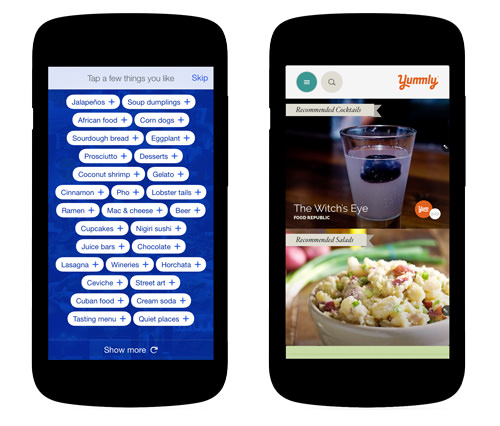 Tap a few things you like Skip
Jalapeños + Soup dumplings +
African food + Corn dogs +
Sourdough bread + Eggplant +
Prosciutto + Desserts +
Coconut shrimp + Gelato +
Cinnamon + Pho + Lobster tails +
Ramen + Mac & cheese + Beer +
Cupcakes + Nigiri sushi +
Juice bars + Chocolate +
Lasagna + Wineries + Horchata +
Ceviche + Street art +
Cuban food + Cream soda +
Tasting menu + Quiet places +
Show more
Yummly
Recommended Cocktails
The Witch's Eye
FOOD REPUBLIC
Yum
Recommended Salads